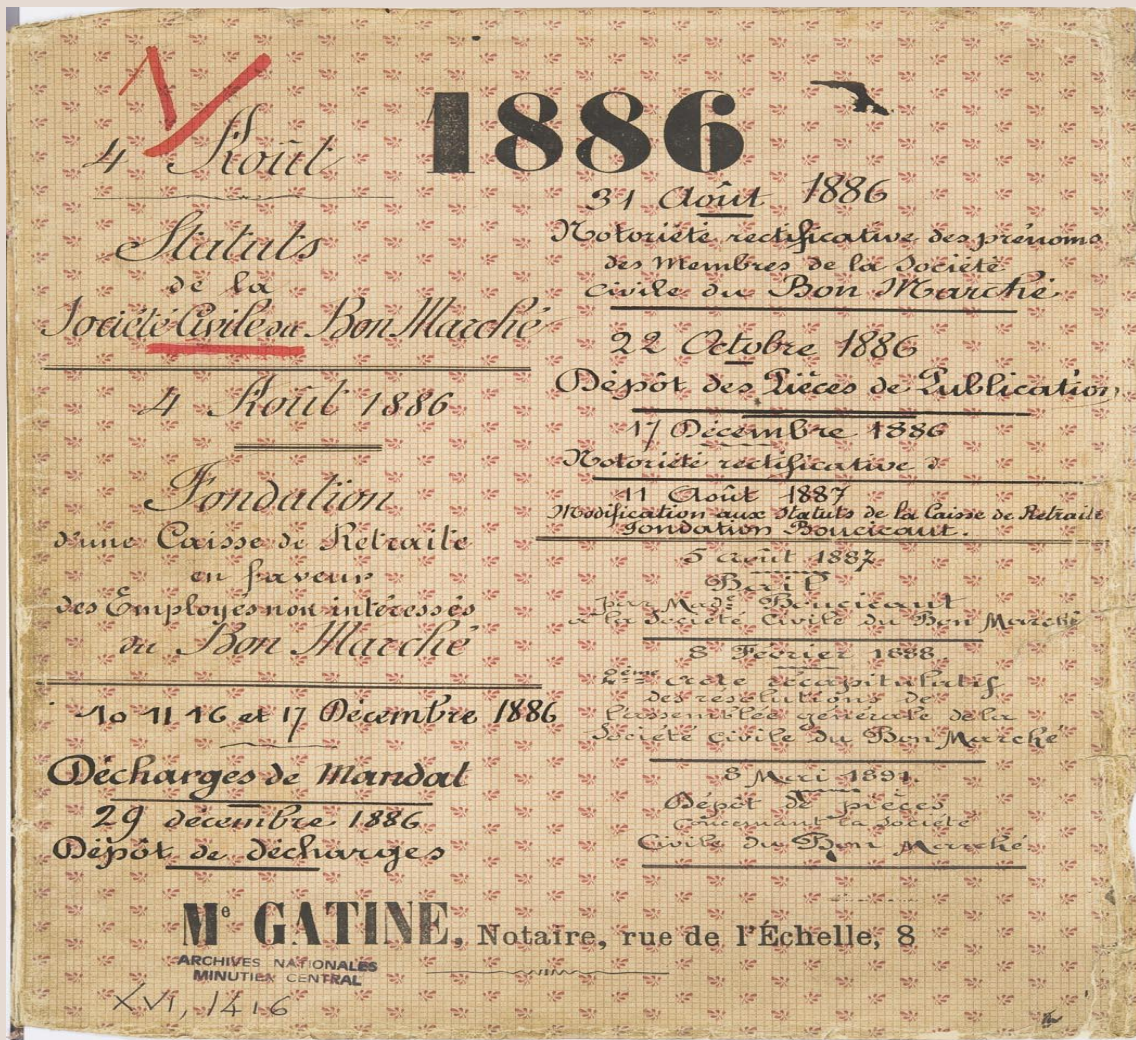 1886
4 Août
Statuts
de la
Société Civile du Bon Marché
4 Août 1886
Fondation
d'une Caisse de Retraite
en faveur
des Employés non intéressés
du Bon Marché
10 11 16 et 17 Décembre 1886
Décharges de Mandat
29 décembre 1886
Dépôt de décharges
31 Août 1886
Notoriété rectificative des prénoms
des Membres de la Société
civile du Bon Marché
22 Octobre 1886
Dépôt des Pièces de Publication
17 Décembre 1886
Notoriété rectificative
11 Août 1887
Modification aux Statuts de la Caisse de Retraite
Fondation Boucicaut.
5 Août 1887
Bail
par Made Boucicaut
à la Société Civile du Bon Marché
8 Février 1888
2ème acte récapitulatif
des résolutions de
l'assemblée générale de la
Société Civile du Bon Marché
8 Mai 1891.
Dépôt de pièces
concernant la Société
Civile du Bon Marché
Me GATINE, Notaire, rue de l'Échelle, 8
ARCHIVES NATIONALES
MINUTIER CENTRAL
XVI, 1416